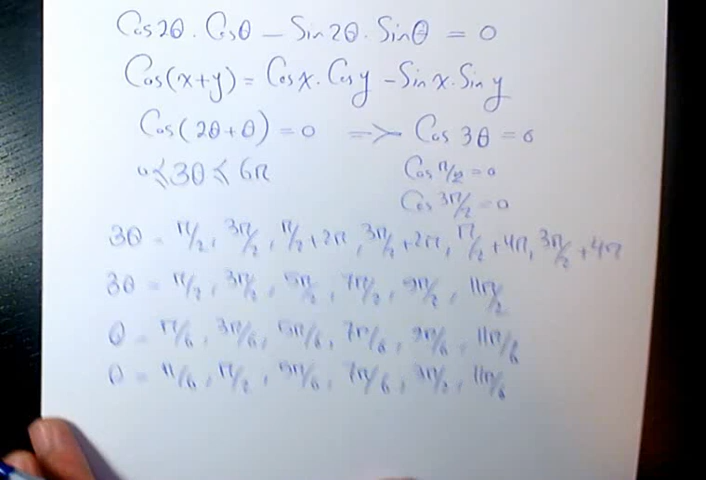 Cos2θ . Cosθ - Sin2θ . Sinθ = 0
Cos(x+y) = Cosx . Cosy - Sinx . Siny
Cos(2θ+θ) = 0 => Cos 3θ = 0
0 ≤ 3θ ≤ 6π Cos π/2 = 0
Cos 3π/2 = 0
3θ = π/2, 3π/2, π/2 + 2π, 3π/2 + 2π, π/2 + 4π, 3π/2 + 4π
3θ = π/2, 3π/2, 5π/2, 7π/2, 9π/2, 11π/2
θ = π/6, 3π/6, 5π/6, 7π/6, 9π/6, 11π/6
θ = π/6, π/2, 5π/6, 7π/6, 3π/2, 11π/6